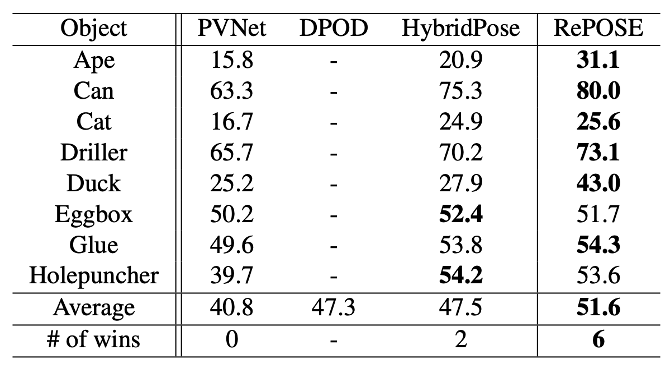 Object PVNet DPOD HybridPose RePOSE
Ape 15.8 - 20.9 31.1
Can 63.3 - 75.3 80.0
Cat 16.7 - 24.9 25.6
Driller 65.7 - 70.2 73.1
Duck 25.2 - 27.9 43.0
Eggbox 50.2 - 52.4 51.7
Glue 49.6 - 53.8 54.3
Holepuncher 39.7 - 54.2 53.6
Average 40.8 47.3 47.5 51.6
# of wins 0 - 2 6